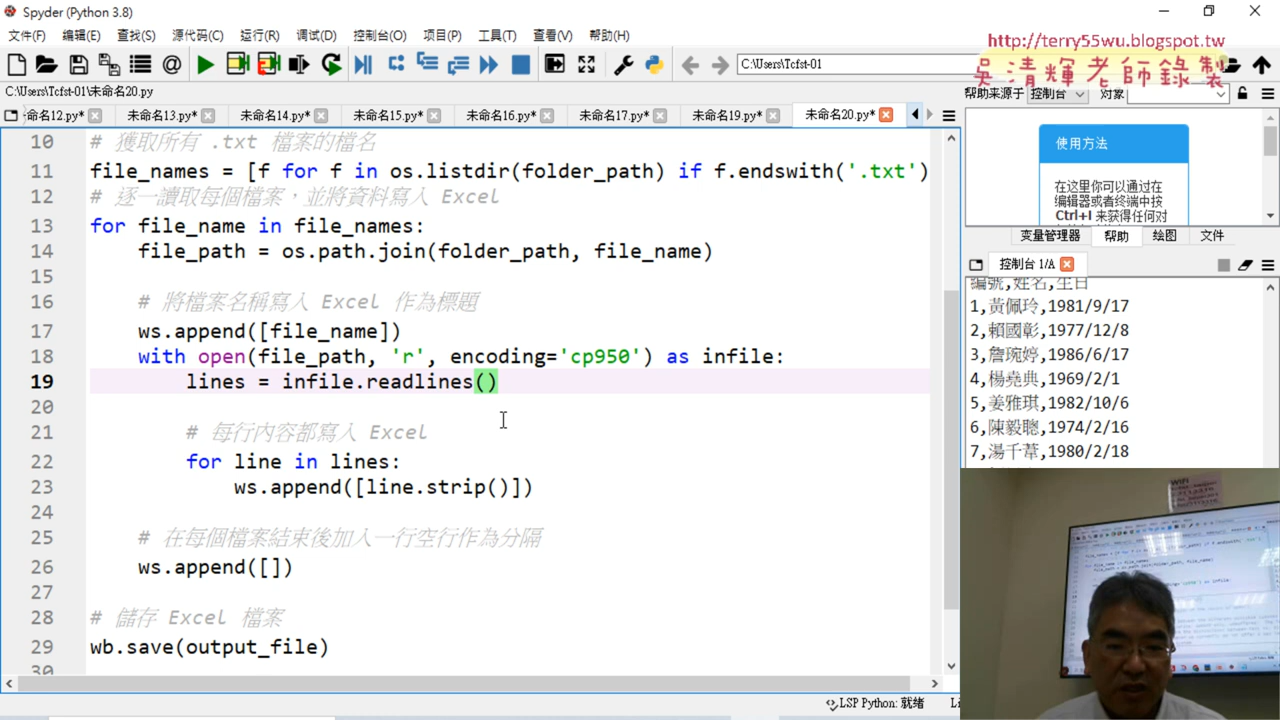 Spyder (Python 3.8)
文件(F) 编辑(E) 查找(S) 源代码(C) 运行(R) 调试(D) 控制台(O) 项目(P) 工具(T) 查看(V) 帮助(H)
http://terry55wu.blogspot.tw
吳清輝老師錄製
C:\Users\Tcfst-01
C:\Users\Tcfst-01\未命名20.py
帮助来源于 控制台 对象
命名12.py* 未命名13.py* 未命名14.py* 未命名15.py* 未命名16.py* 未命名17.py* 未命名19.py* 未命名20.py*
10 # 獲取所有 .txt 檔案的檔名
11 file_names = [f for f in os.listdir(folder_path) if f.endswith('.txt')
12 # 逐一讀取每個檔案，並將資料寫入 Excel
13 for file_name in file_names:
14 file_path = os.path.join(folder_path, file_name)
15
16 # 將檔案名稱寫入 Excel 作為標題
17 ws.append([file_name])
18 with open(file_path, 'r', encoding='cp950') as infile:
19 lines = infile.readlines()
20
21 # 每行內容都寫入 Excel
22 for line in lines:
23 ws.append([line.strip()])
24
25 # 在每個檔案結束後加入一行空行作為分隔
26 ws.append([])
27
28 # 儲存 Excel 檔案
29 wb.save(output_file)
30
使用方法
在这里你可以通过在
编辑器或者终端中按
Ctrl+I 来获得任何对
变量管理器 帮助 绘图 文件
控制台 1/A
編號,姓名,生日
1,黃佩玲,1981/9/17
2,賴國彰,1977/12/8
3,詹琬婷,1986/6/17
4,楊堯典,1969/2/1
5,姜雅琪,1982/10/6
6,陳毅聰,1974/2/16
7,湯千葦,1980/2/18
LSP Python: 就绪